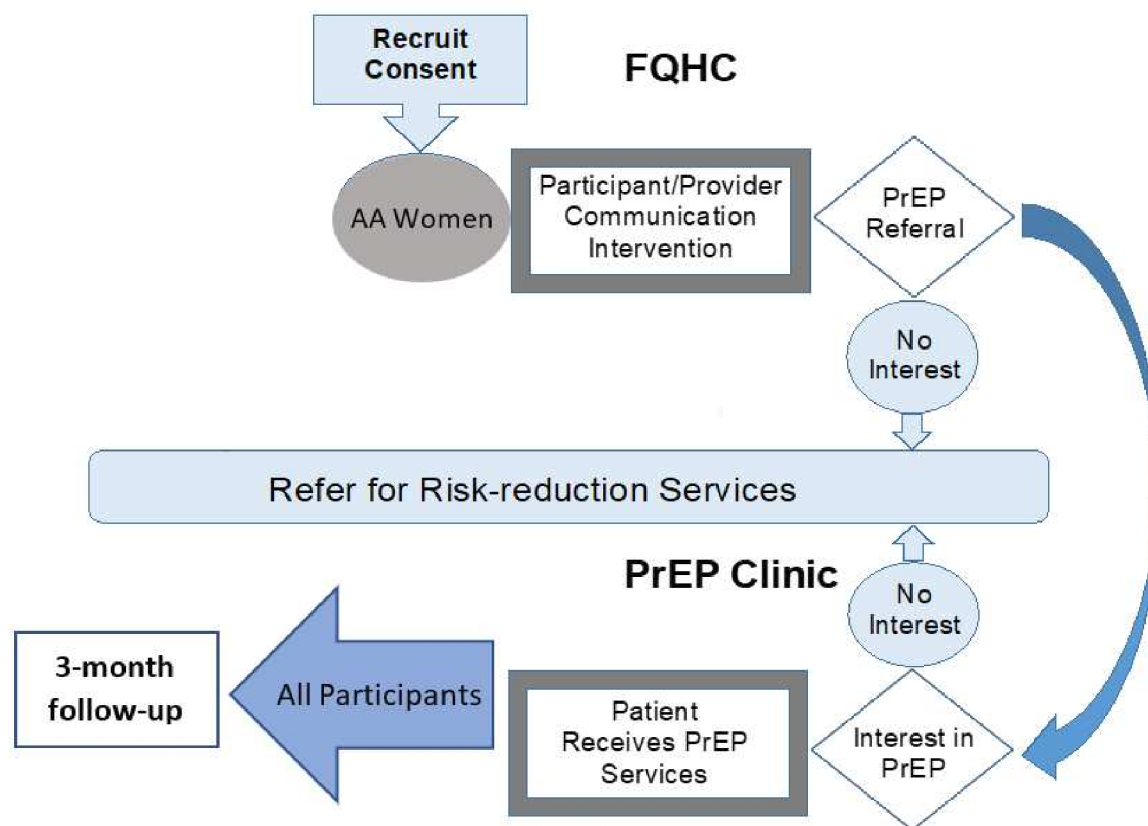 Recruit
Consent
FQHC
AA Women
Participant/Provider
Communication
Intervention
PrEP
Referral
No
Interest
Refer for Risk-reduction Services
PrEP Clinic
No
Interest
3-month
follow-up
All Participants
Patient
Receives PrEP
Services
Interest in
PrEP